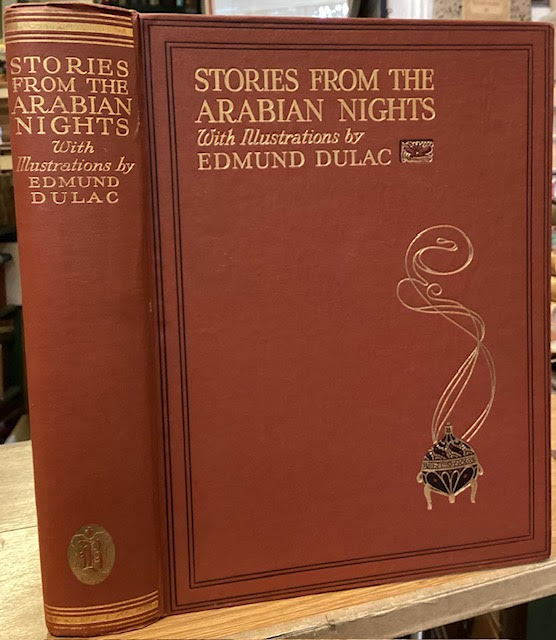 STORIES
FROM THE
ARABIAN
NIGHTS
With
Illustrations by
EDMUND
DULAC
STORIES FROM THE
ARABIAN NIGHTS
With Illustrations by
EDMUND DULAC